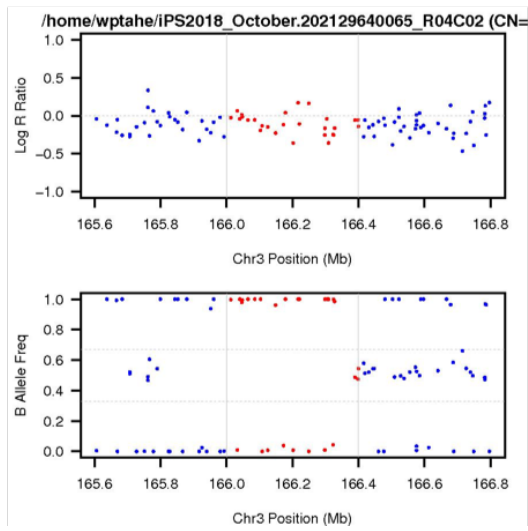 /home/wptahe/iPS2018_October.202129640065_R04C02 (CN=
Log R Ratio
1.0
0.5
0.0
−0.5
−1.0
165.6 165.8 166.0 166.2 166.4 166.6 166.8
Chr3 Position (Mb)
B Allele Freq
1.0
0.8
0.6
0.4
0.2
0.0
165.6 165.8 166.0 166.2 166.4 166.6 166.8
Chr3 Position (Mb)